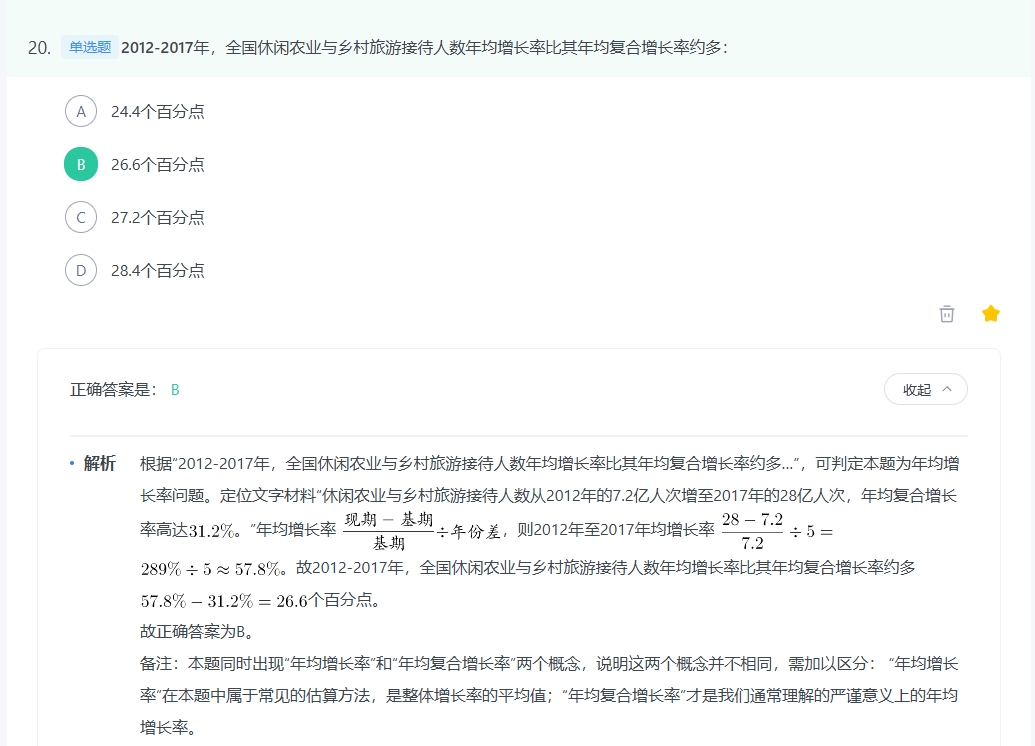 20. 单选题 2012-2017年，全国休闲农业与乡村旅游接待人数年均增长率比其年均复合增长率约多：
A 24.4个百分点
B 26.6个百分点
C 27.2个百分点
D 28.4个百分点
正确答案是： B
收起
解析 根据“2012-2017年，全国休闲农业与乡村旅游接待人数年均增长率比其年均复合增长率约多...”，可判定本题为年均增
长率问题。定位文字材料“休闲农业与乡村旅游接待人数从2012年的7.2亿人次增至2017年的28亿人次，年均复合增长
率高达31.2%。“年均增长率 (现期 − 基期)/基期 ÷年份差，则2012年至2017年均增长率 (28 − 7.2)/7.2 ÷ 5 =
289% ÷ 5 ≈ 57.8%。故2012-2017年，全国休闲农业与乡村旅游接待人数年均增长率比其年均复合增长率约多
57.8% − 31.2% = 26.6个百分点。
故正确答案为B。
备注：本题同时出现“年均增长率”和“年均复合增长率”两个概念，说明这两个概念并不相同，需加以区分： “年均增长
率”在本题中属于常见的估算方法，是整体增长率的平均值；“年均复合增长率”才是我们通常理解的严谨意义上的年均
增长率。